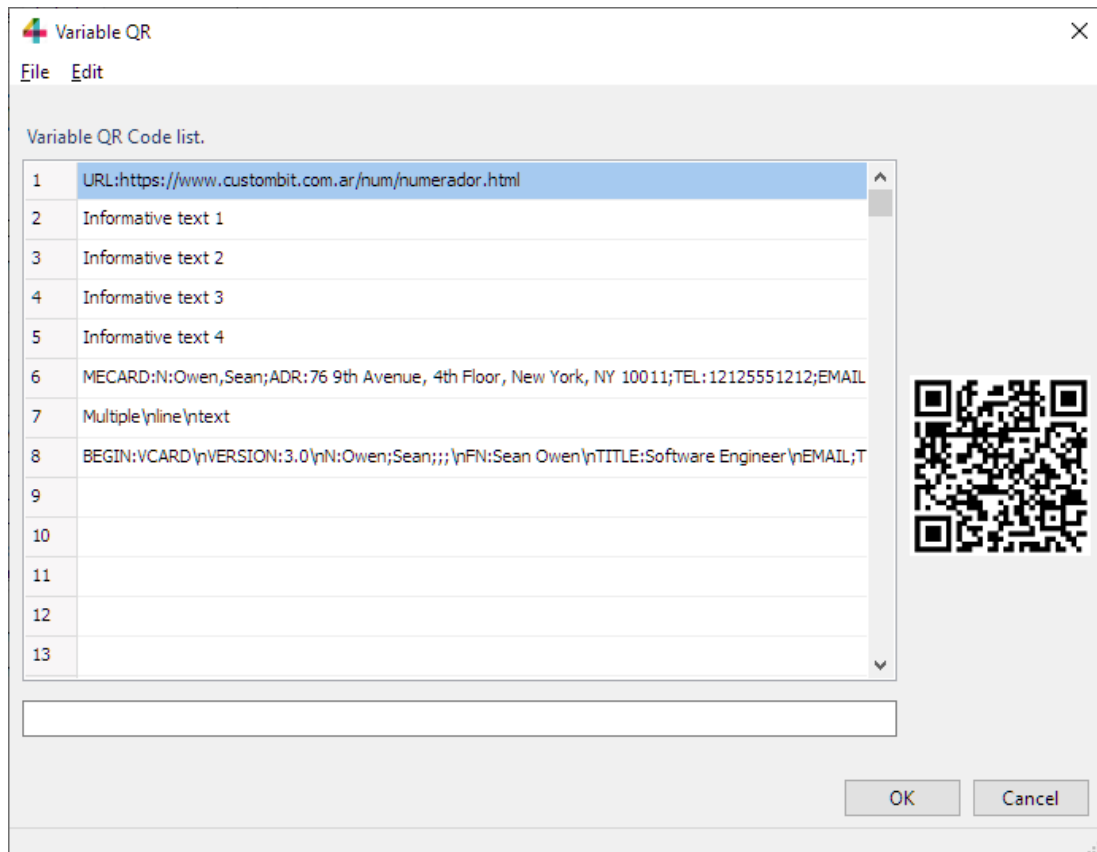 Variable QR
File Edit
Variable QR Code list.
1 URL:https://www.custombit.com.ar/num/numerador.html
2 Informative text 1
3 Informative text 2
4 Informative text 3
5 Informative text 4
6 MECARD:N:Owen,Sean;ADR:76 9th Avenue, 4th Floor, New York, NY 10011;TEL:12125551212;EMAIL
7 Multiple\nline\ntext
8 BEGIN:VCARD\nVERSION:3.0\nN:Owen;Sean;;;\nFN:Sean Owen\nTITLE:Software Engineer\nEMAIL;T
9
10
11
12
13
OK Cancel